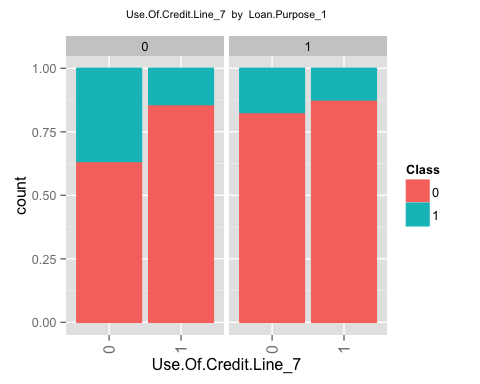 Use.Of.Credit.Line_7 by Loan.Purpose_1
0 1
1.00
0.75
0.50
0.25
0.00
count
0 1 0 1
Use.Of.Credit.Line_7
Class
0
1